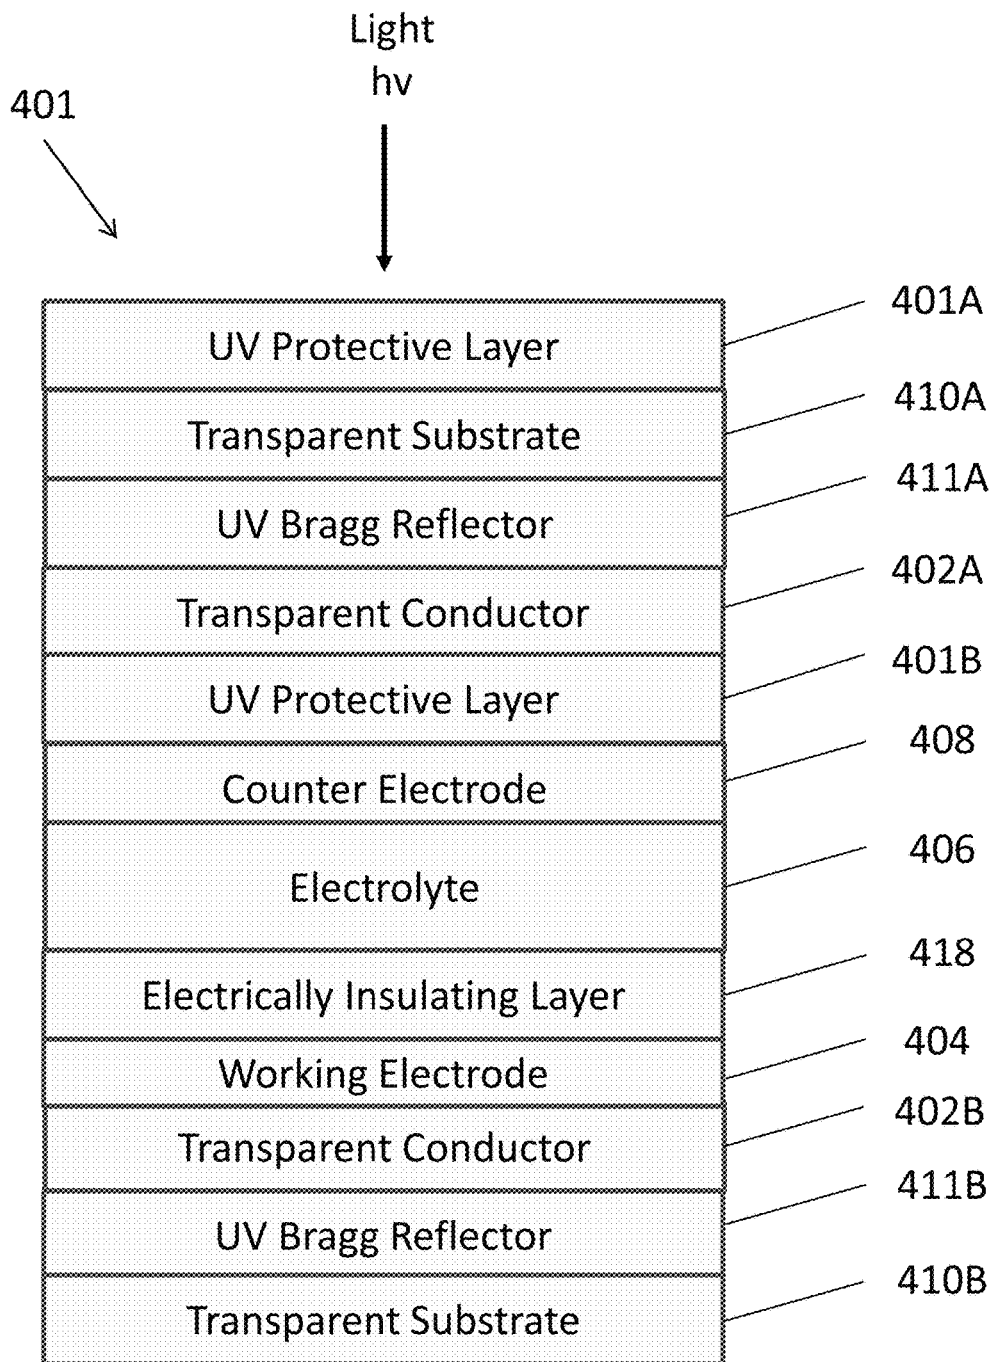 Light
hv
401
UV Protective Layer 401A
Transparent Substrate 410A
UV Bragg Reflector 411A
Transparent Conductor 402A
UV Protective Layer 401B
Counter Electrode 408
Electrolyte 406
Electrically Insulating Layer 418
Working Electrode 404
Transparent Conductor 402B
UV Bragg Reflector 411B
Transparent Substrate 410B